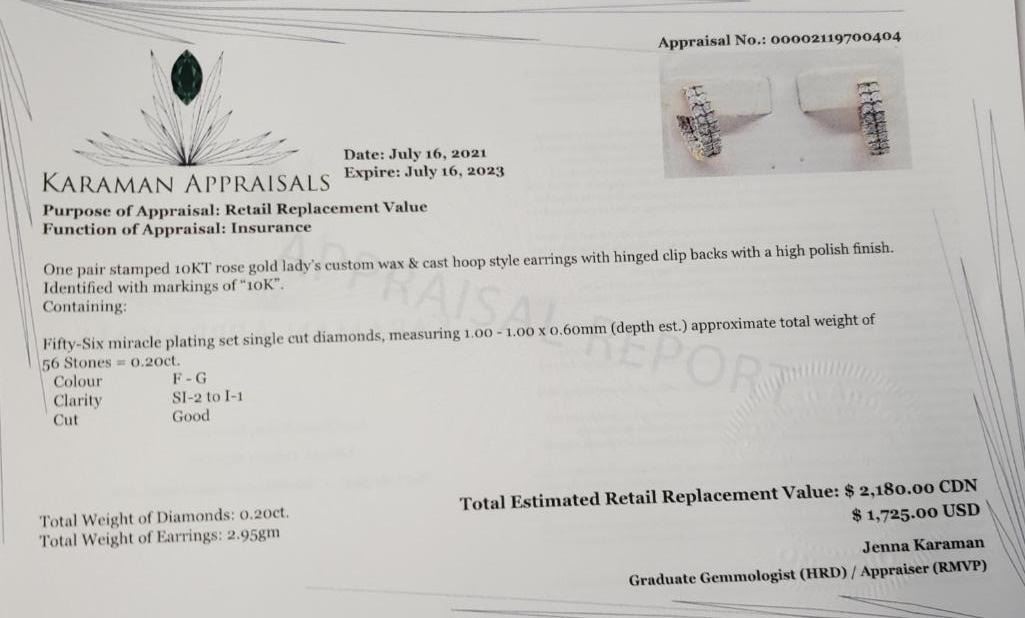 Appraisal No.: 00002119700404
KARAMAN APPRAISALS
Date: July 16, 2021
Expire: July 16, 2023
Purpose of Appraisal: Retail Replacement Value
Function of Appraisal: Insurance
One pair stamped 10KT rose gold lady's custom wax & cast hoop style earrings with hinged clip backs with a high polish finish.
Identified with markings of "10K".
Containing:
Fifty-Six miracle plating set single cut diamonds, measuring 1.00 - 1.00 x 0.60mm (depth est.) approximate total weight of
56 Stones = 0.20ct.
Colour F - G
Clarity SI-2 to I-1
Cut Good
APPRAISAL REPORT
Total Weight of Diamonds: 0.20ct.
Total Weight of Earrings: 2.95gm
Total Estimated Retail Replacement Value: $ 2,180.00 CDN
$ 1,725.00 USD
Jenna Karaman
Graduate Gemmologist (HRD) / Appraiser (RMVP)